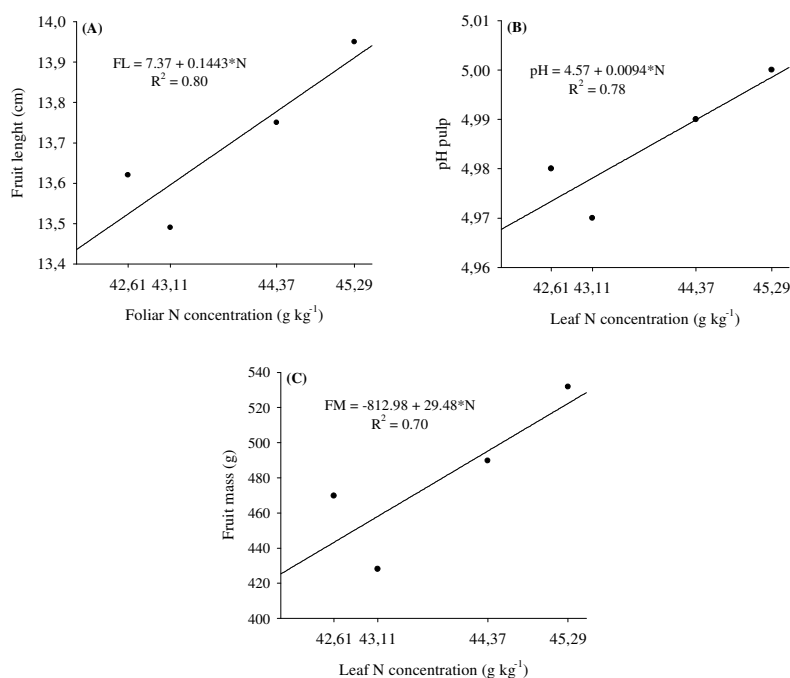 (A)
FL = 7.37 + 0.1443*N
R² = 0.80
Fruit lenght (cm)
14,0
13,9
13,8
13,7
13,6
13,5
13,4
42,61 43,11 44,37 45,29
Foliar N concentration (g kg⁻¹)
(B)
pH = 4.57 + 0.0094*N
R² = 0.78
pH pulp
5,01
5,00
4,99
4,98
4,97
4,96
42,61 43,11 44,37 45,29
Leaf N concentration (g kg⁻¹)
(C)
FM = -812.98 + 29.48*N
R² = 0.70
Fruit mass (g)
540
520
500
480
460
440
420
400
42,61 43,11 44,37 45,29
Leaf N concentration (g kg⁻¹)